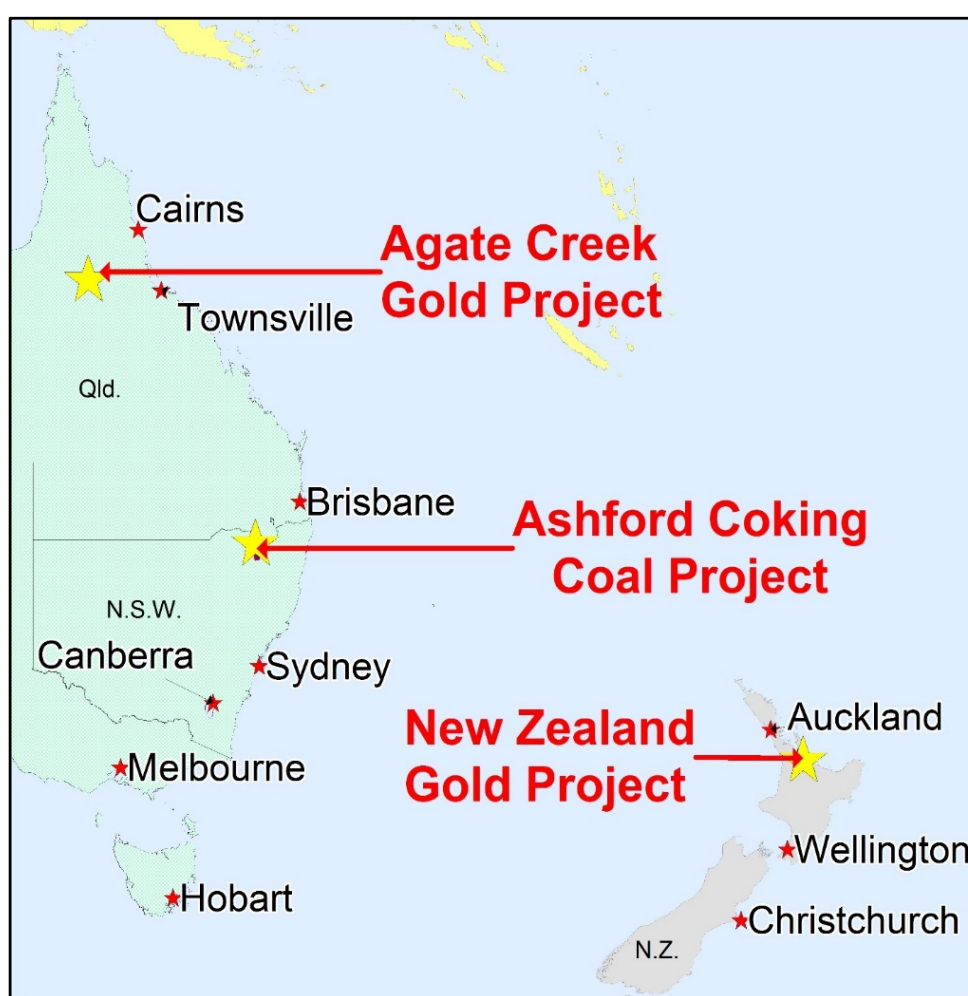 Cairns
Agate Creek
Gold Project
Townsville
Qld.
Brisbane
Ashford Coking
Coal Project
N.S.W.
Canberra
Sydney
New Zealand
Gold Project
Auckland
Melbourne
Wellington
Hobart
Christchurch
N.Z.